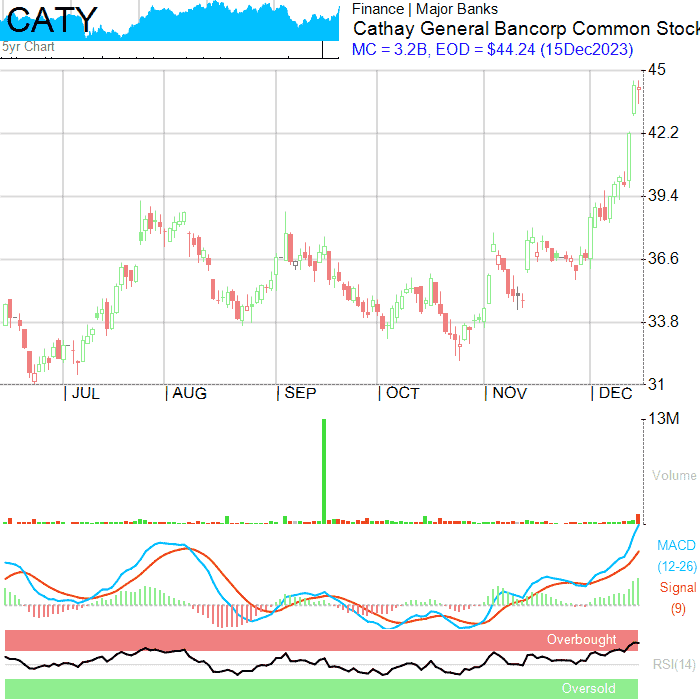 CATY
5yr Chart
Finance | Major Banks
Cathay General Bancorp Common Stock
MC = 3.2B, EOD = $44.24 (15Dec2023)
45
42.2
39.4
36.6
33.8
31
| JUL | AUG | SEP | OCT | NOV | DEC
13M
Volume
MACD
(12-26)
Signal
(9)
Overbought
RSI(14)
Oversold